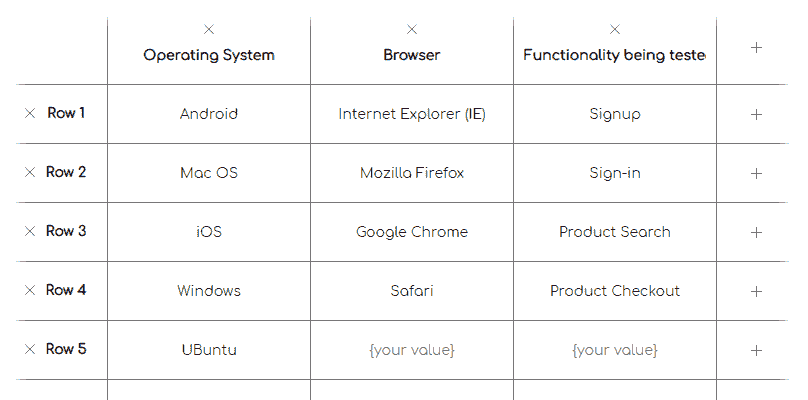 Operating System Browser Functionality being teste
Row 1 Android Internet Explorer (IE) Signup
Row 2 Mac OS Mozilla Firefox Sign-in
Row 3 iOS Google Chrome Product Search
Row 4 Windows Safari Product Checkout
Row 5 UBuntu {your value} {your value}